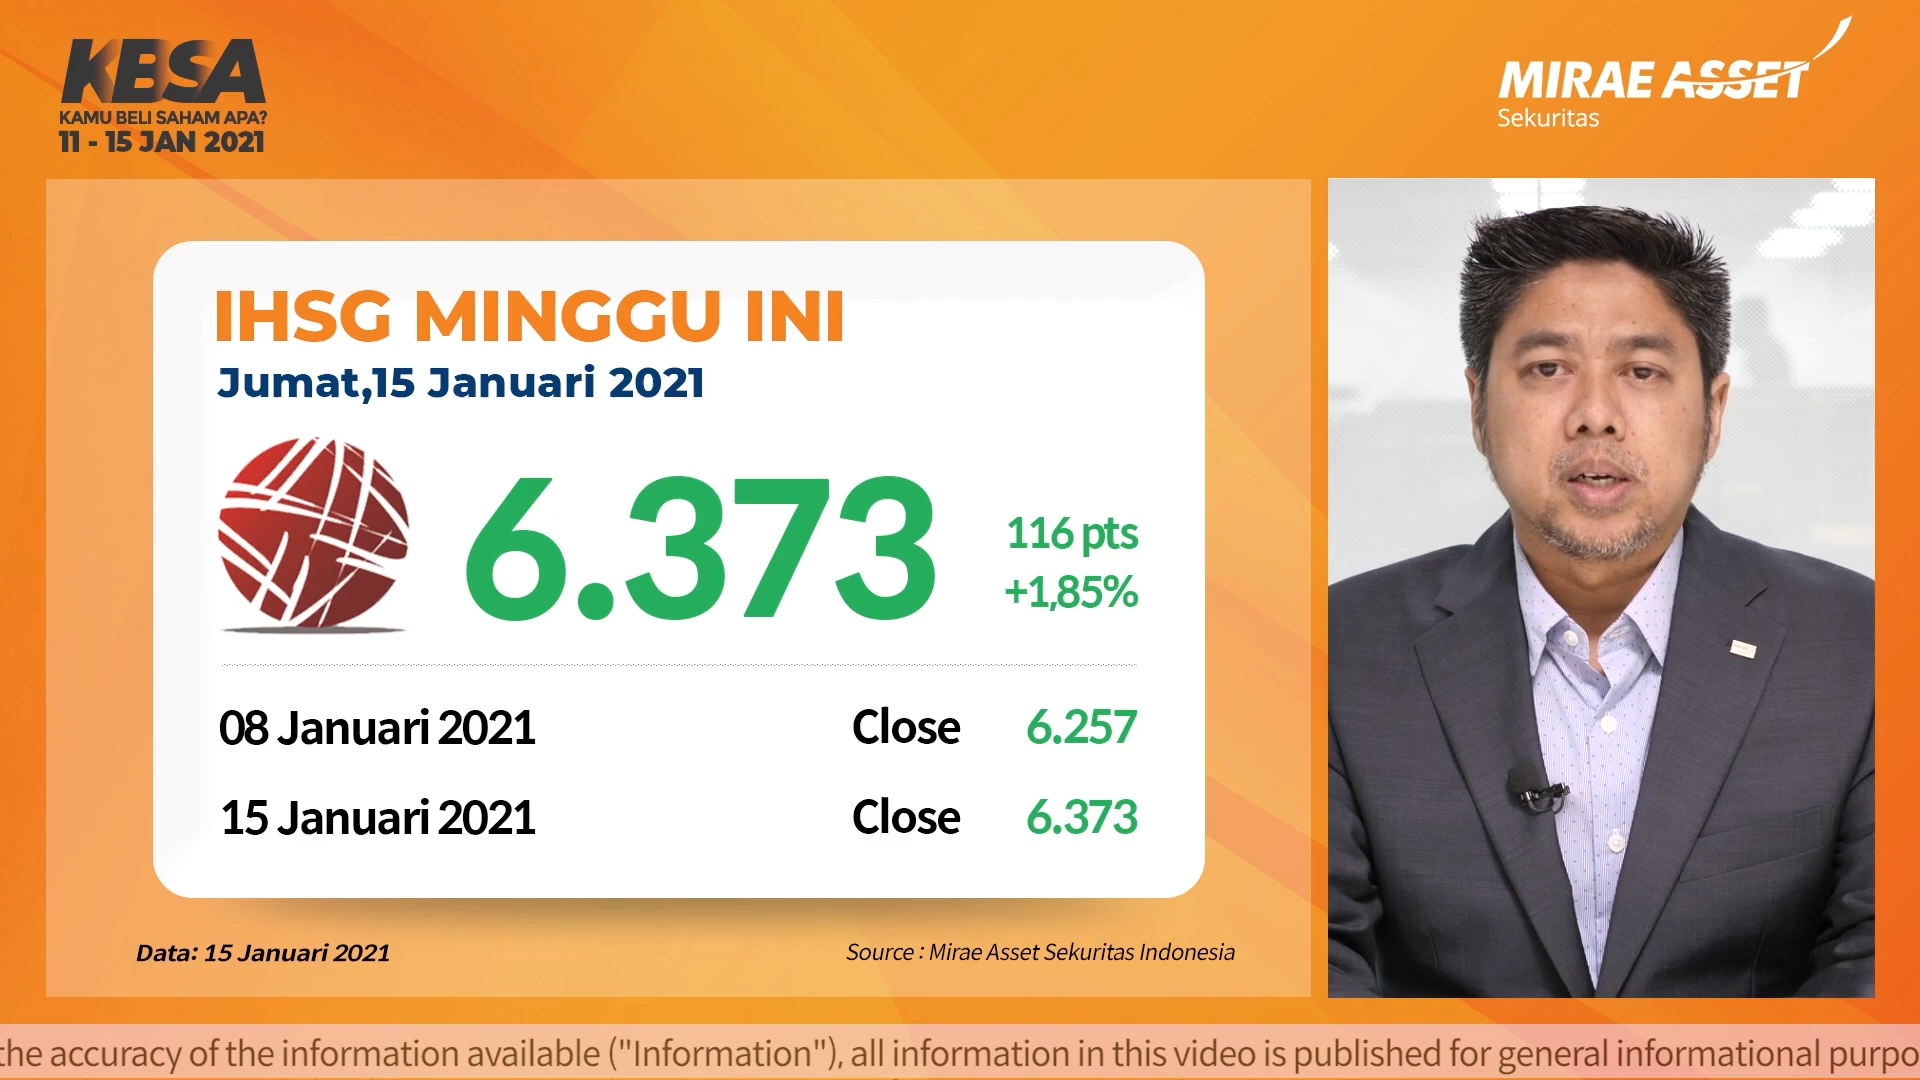 KBSA
KAMU BELI SAHAM APA?
11 - 15 JAN 2021
MIRAE ASSET
Sekuritas
IHSG MINGGU INI
Jumat,15 Januari 2021
6.373
116 pts
+1,85%
08 Januari 2021 Close 6.257
15 Januari 2021 Close 6.373
Data: 15 Januari 2021
Source : Mirae Asset Sekuritas Indonesia
the accuracy of the information available ("Information"), all information in this video is published for general informational purpo